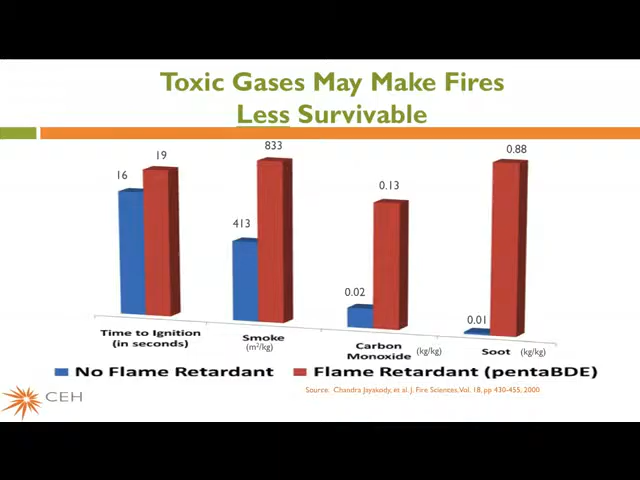 Toxic Gases May Make Fires
Less Survivable
16
19
413
833
0.02
0.13
0.01
0.88
Time to Ignition
(in seconds)
Smoke
(m²/kg)
Carbon
Monoxide (kg/kg)
Soot (kg/kg)
No Flame Retardant
Flame Retardant (pentaBDE)
Source: Chandra Jayakody, et al. J. Fire Sciences, Vol. 18, pp 430-455, 2000
CEH